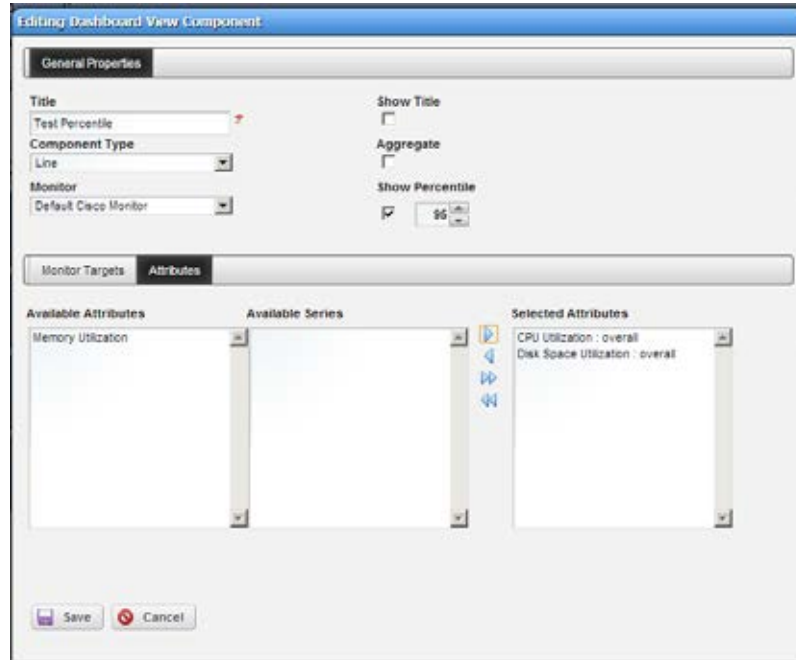 Editing Dashboard View Component
General Properties
Title
Show Title
Test Percentile
*
Component Type
Aggregate
Line
Monitor
Show Percentile
Default Cisco Monitor
95
Monitor Targets
Attributes
Available Attributes
Available Series
Selected Attributes
Memory Utilization
CPU Utilization : overall
Disk Space Utilization : overall
Save
Cancel